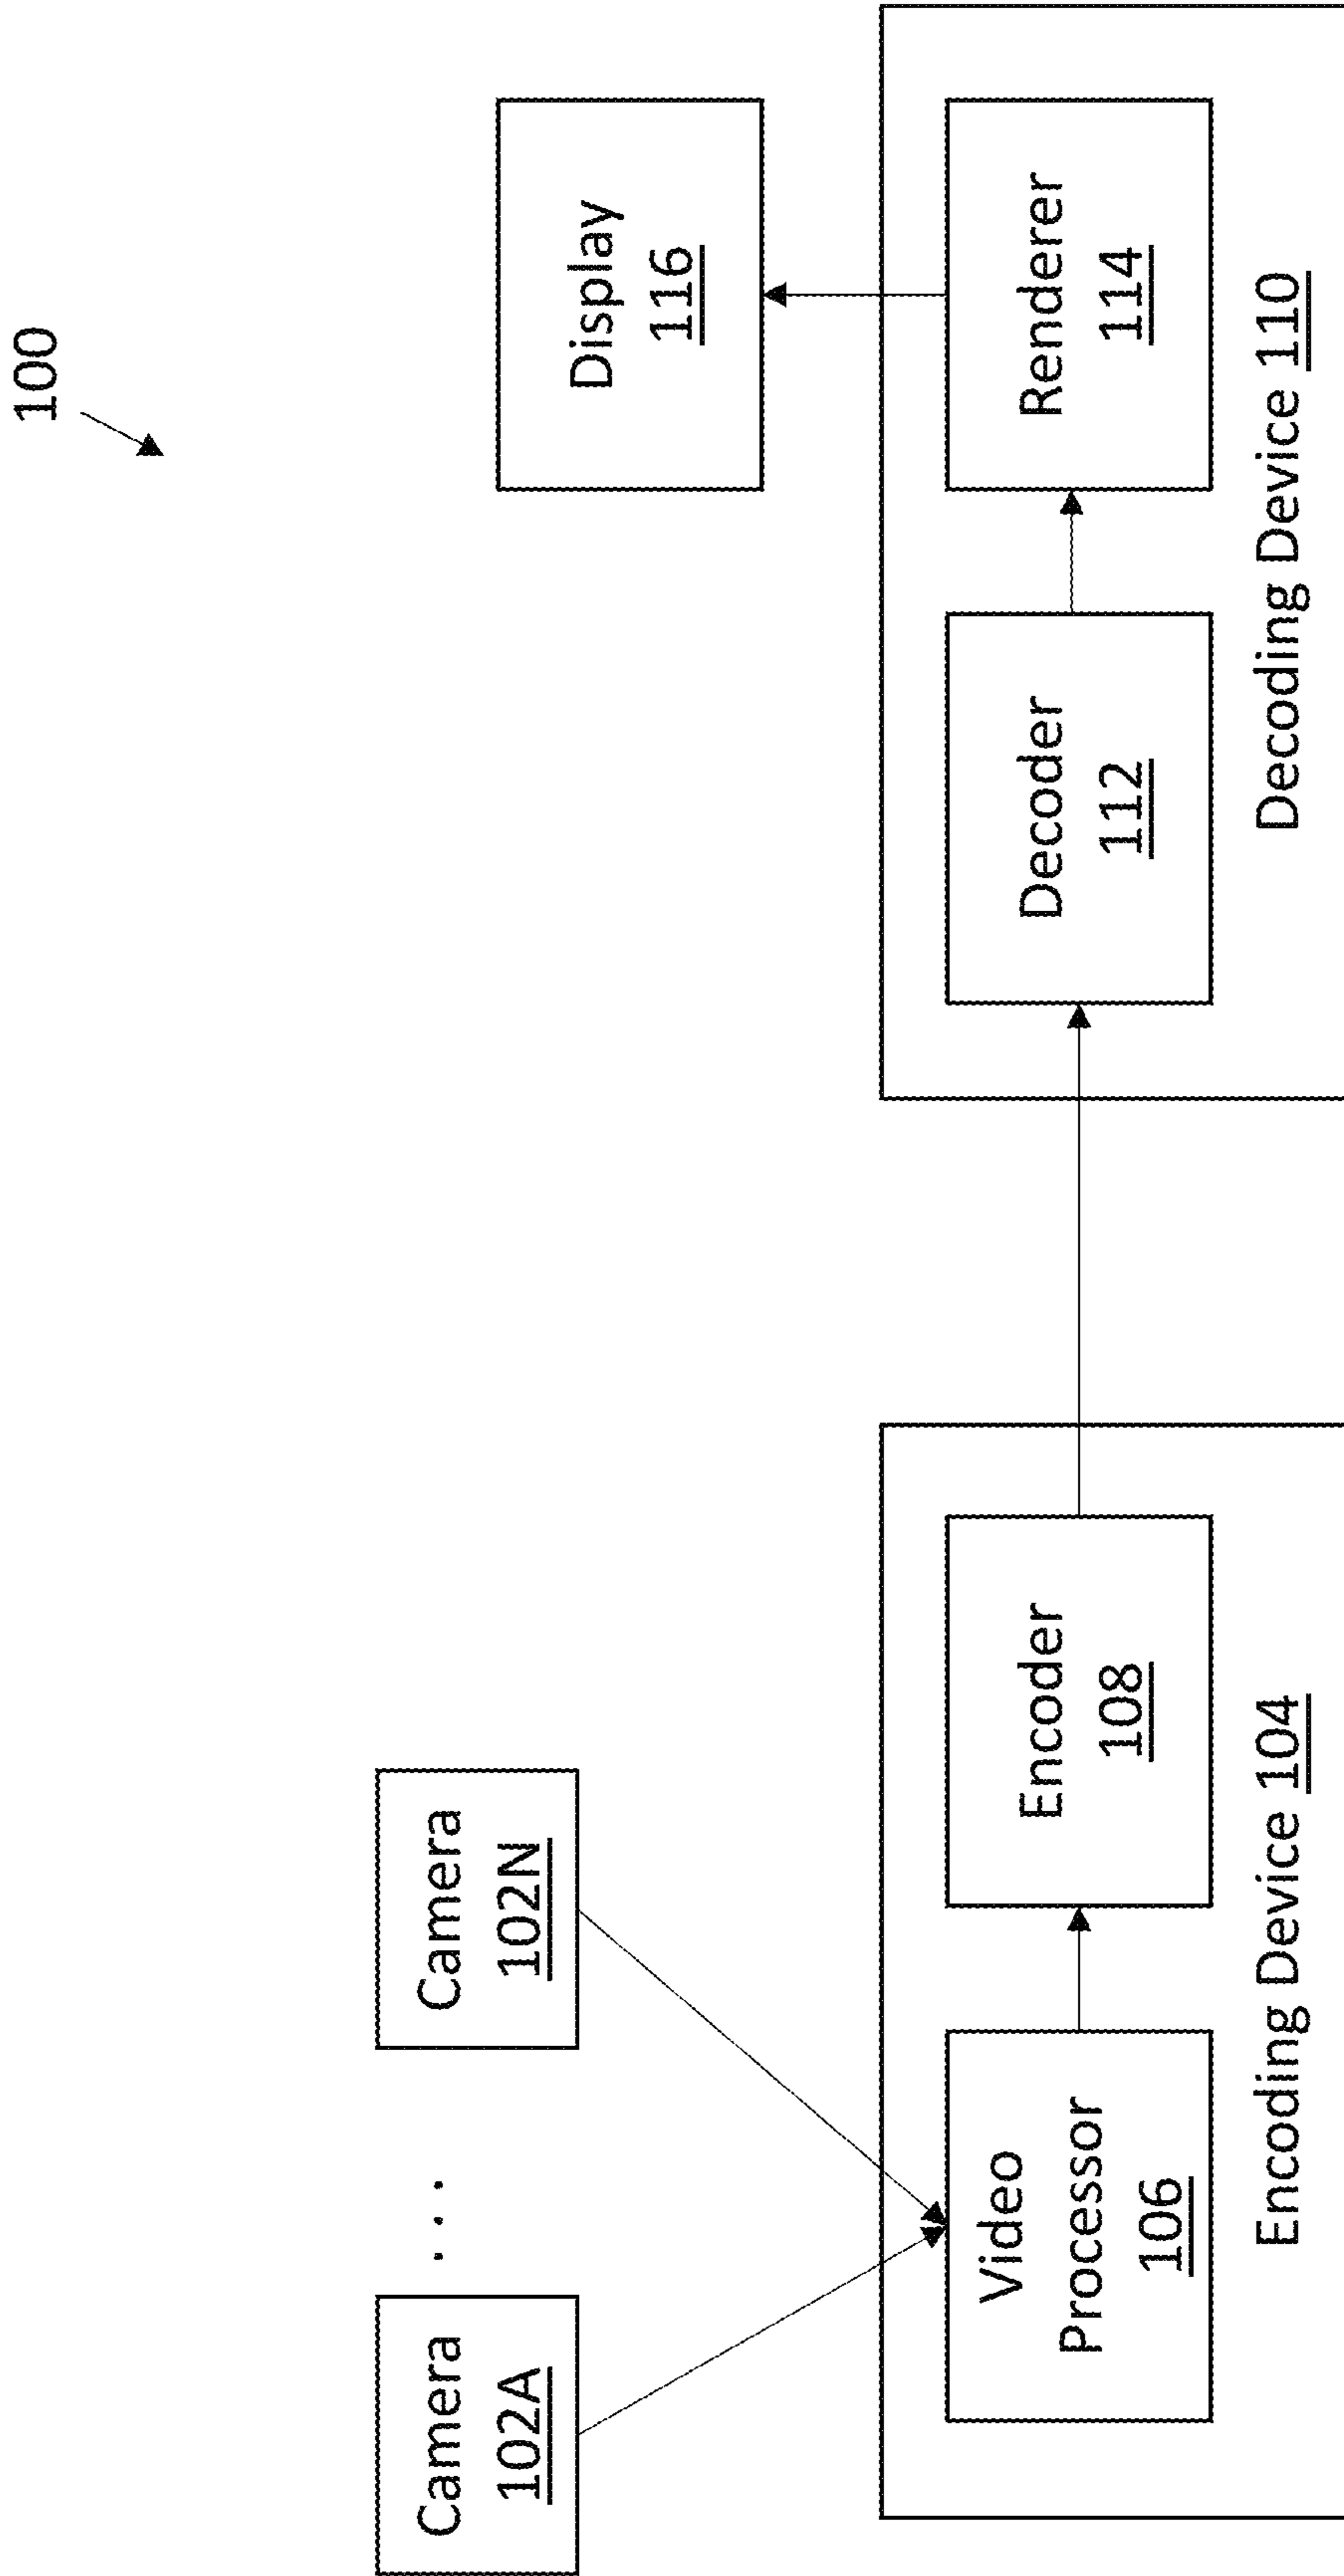 100
Camera
102A
. . .
Camera
102N
Display
116
Video
Processor
106
Encoder
108
Decoder
112
Renderer
114
Encoding Device 104
Decoding Device 110